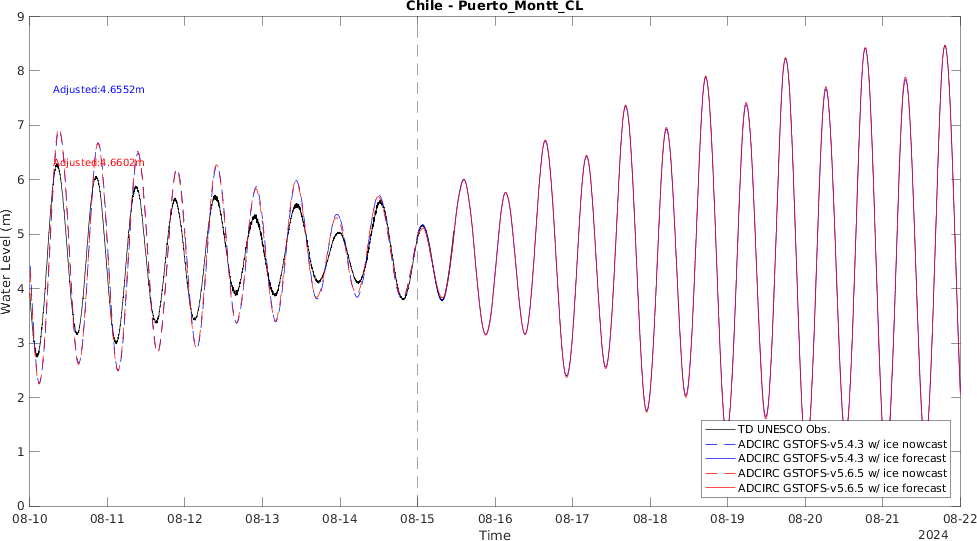 Chile - Puerto_Montt_CL
9
8
7
6
5
4
3
2
1
0
Water Level (m)
Adjusted:4.6552m
Adjusted:4.6602m
TD UNESCO Obs.
ADCIRC GSTOFS-v5.4.3 w/ ice nowcast
ADCIRC GSTOFS-v5.4.3 w/ ice forecast
ADCIRC GSTOFS-v5.6.5 w/ ice nowcast
ADCIRC GSTOFS-v5.6.5 w/ ice forecast
08-10 08-11 08-12 08-13 08-14 08-15 08-16 08-17 08-18 08-19 08-20 08-21 08-22
Time
2024